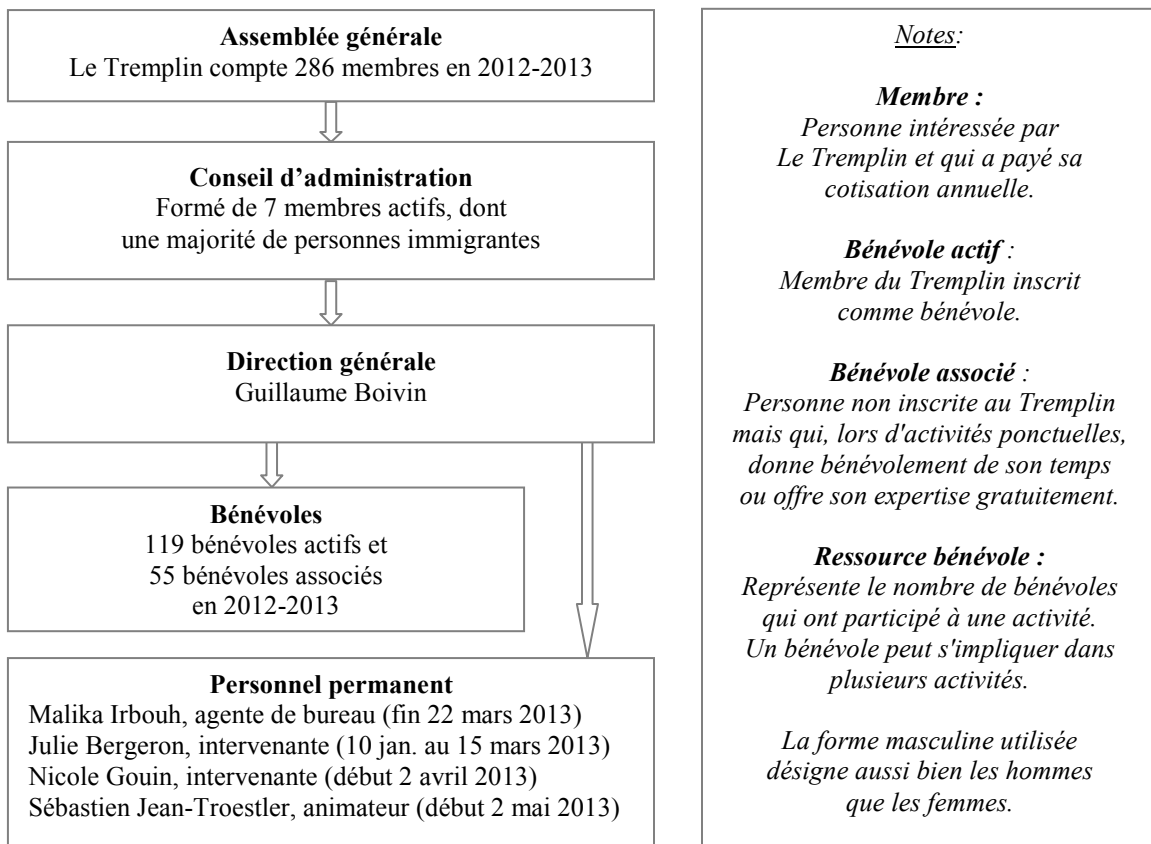 Assemblée générale
Le Tremplin compte 286 membres en 2012-2013
Conseil d’administration
Formé de 7 membres actifs, dont
une majorité de personnes immigrantes
Direction générale
Guillaume Boivin
Bénévoles
119 bénévoles actifs et
55 bénévoles associés
en 2012-2013
Personnel permanent
Malika Irbouh, agente de bureau (fin 22 mars 2013)
Julie Bergeron, intervenante (10 jan. au 15 mars 2013)
Nicole Gouin, intervenante (début 2 avril 2013)
Sébastien Jean-Troestler, animateur (début 2 mai 2013)
Notes:
Membre :
Personne intéressée par
Le Tremplin et qui a payé sa
cotisation annuelle.
Bénévole actif :
Membre du Tremplin inscrit
comme bénévole.
Bénévole associé :
Personne non inscrite au Tremplin
mais qui, lors d'activités ponctuelles,
donne bénévolement de son temps
ou offre son expertise gratuitement.
Ressource bénévole :
Représente le nombre de bénévoles
qui ont participé à une activité.
Un bénévole peut s'impliquer dans
plusieurs activités.
La forme masculine utilisée
désigne aussi bien les hommes
que les femmes.